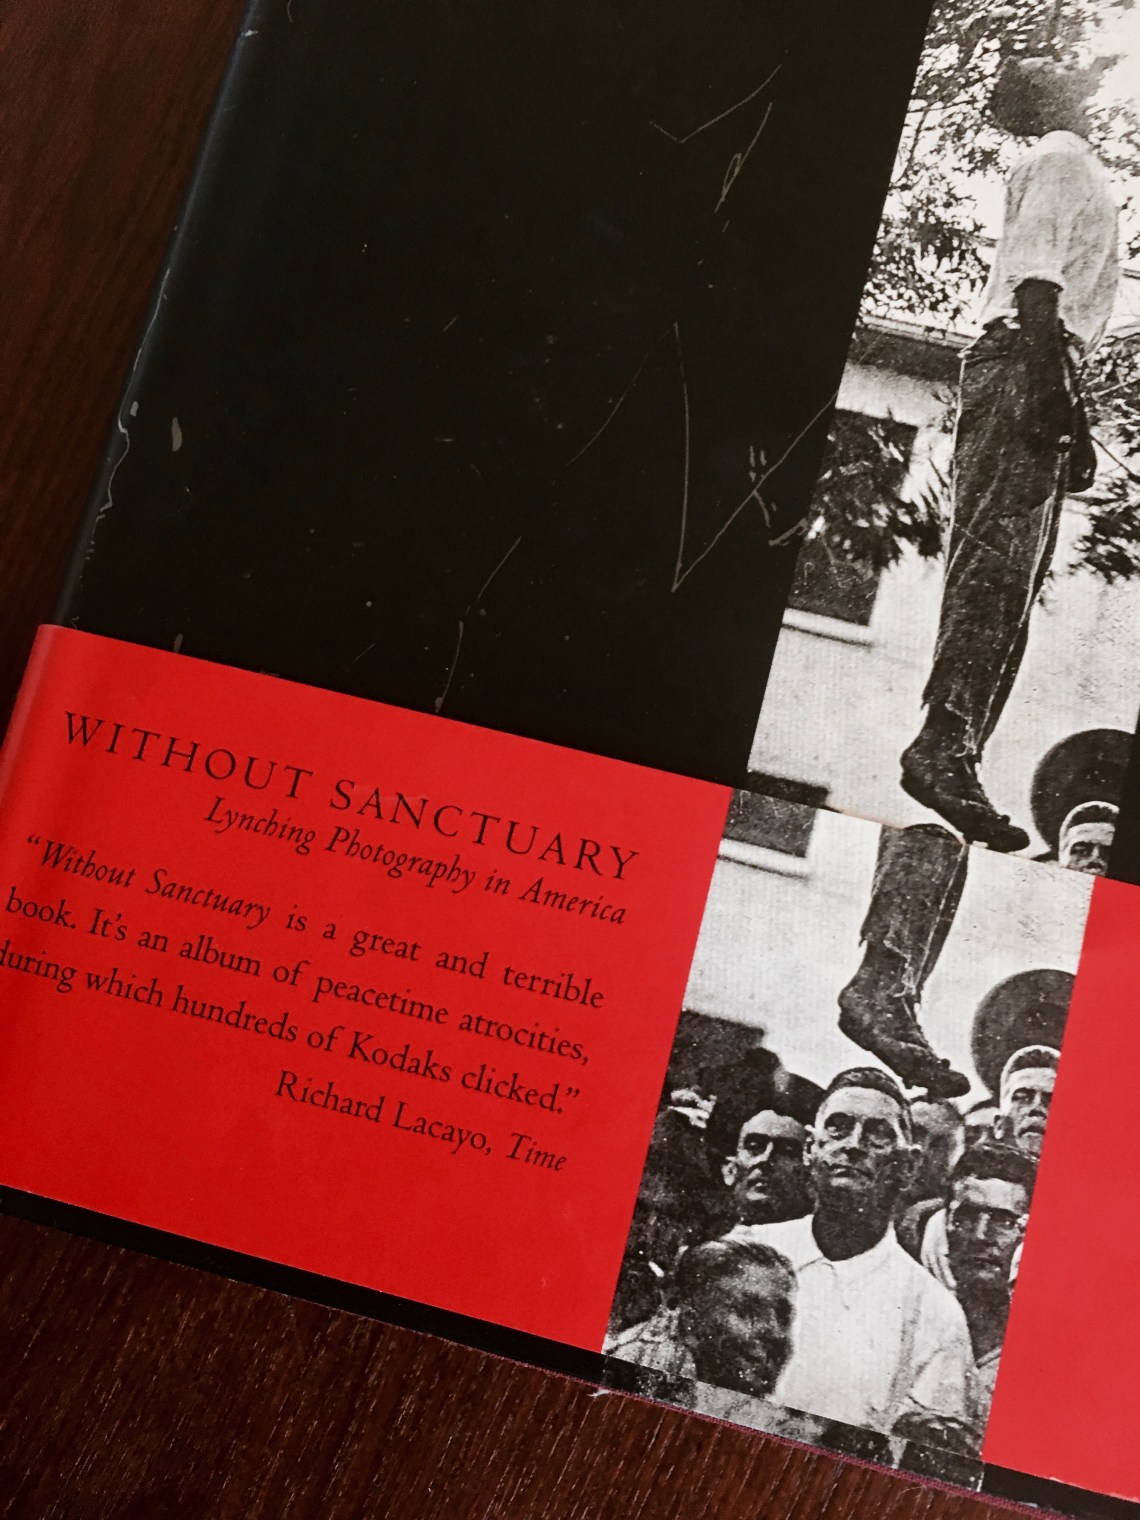 WITHOUT SANCTUARY
Lynching Photography in America
“Without Sanctuary is a great and terrible
book. It’s an album of peacetime atrocities,
during which hundreds of Kodaks clicked.”
Richard Lacayo, Time